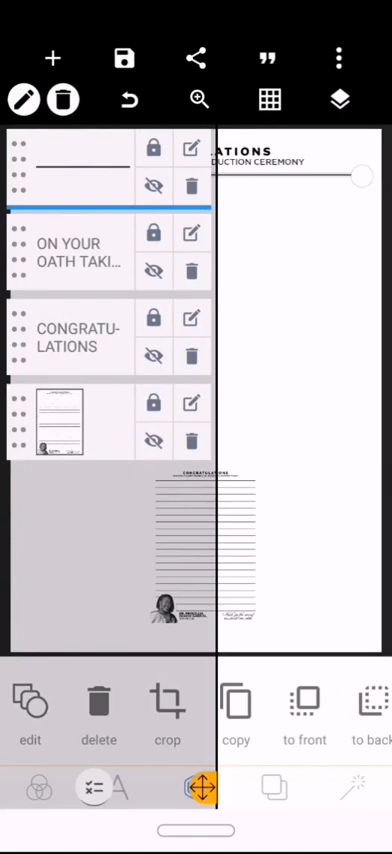 ATIONS
DUCTION CEREMONY
ON YOUR
OATH TAKI...
CONGRATU-
LATIONS
CONGRATULATIONS
edit
delete
crop
copy
to front
to back